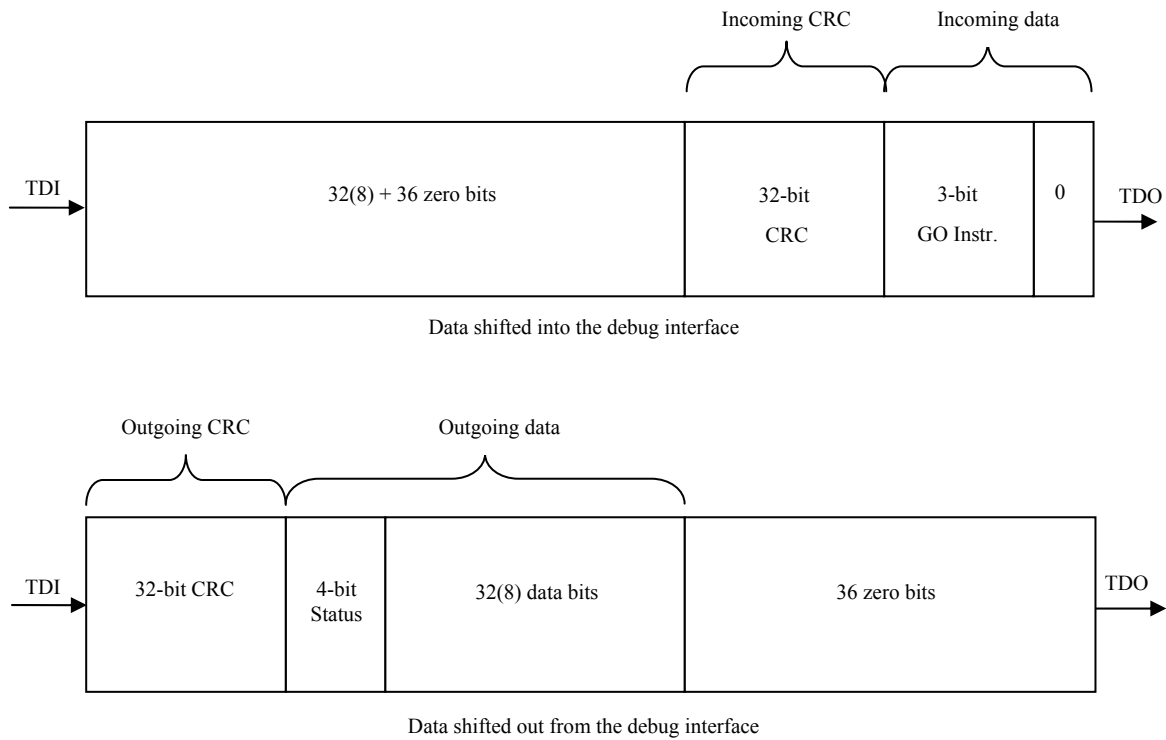 Incoming CRC Incoming data
TDI
32(8) + 36 zero bits
32-bit
CRC
3-bit
GO Instr.
0
TDO
Data shifted into the debug interface
Outgoing CRC Outgoing data
TDI
32-bit CRC
4-bit
Status
32(8) data bits
36 zero bits
TDO
Data shifted out from the debug interface